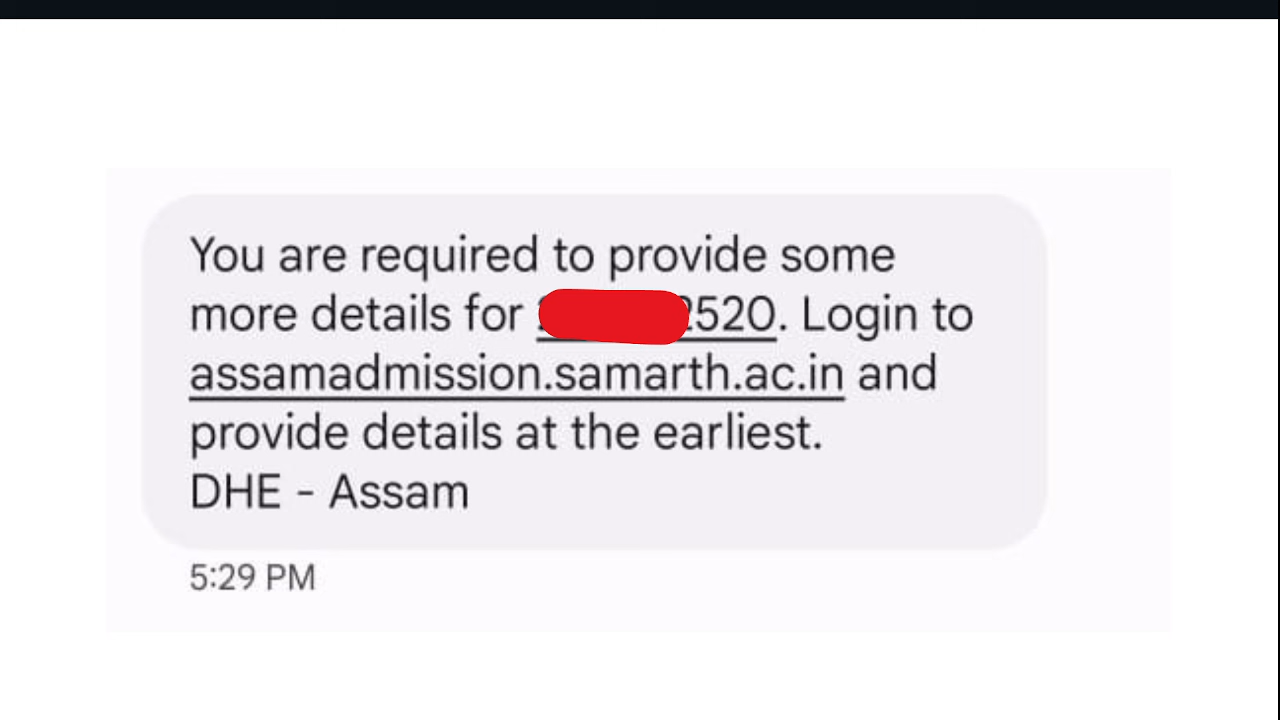 You are required to provide some
more details for 2520. Login to
assamadmission.samarth.ac.in and
provide details at the earliest.
DHE - Assam
5:29 PM